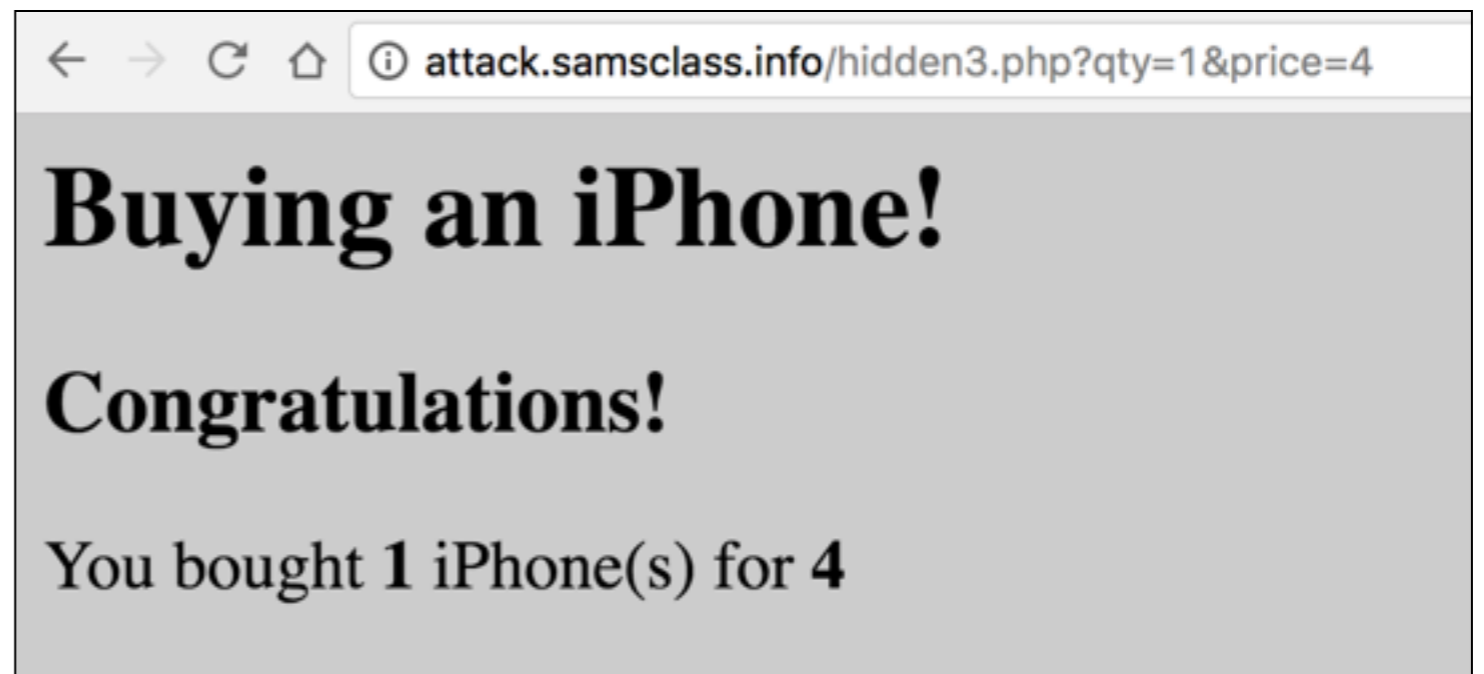 attack.samsclass.info/hidden3.php?qty=1&price=4
Buying an iPhone!
Congratulations!
You bought 1 iPhone(s) for 4